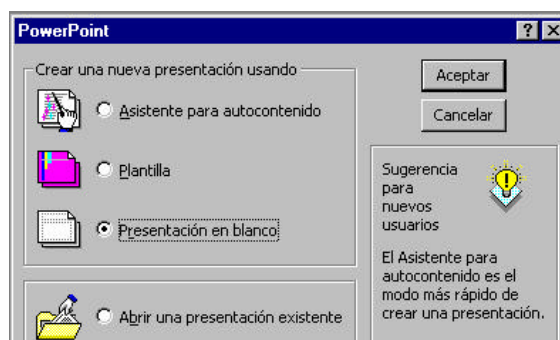 PowerPoint
Crear una nueva presentación usando
Asistente para autocontenido
Plantilla
Presentación en blanco
Abrir una presentación existente
Aceptar
Cancelar
Sugerencia
para
nuevos
usuarios
El Asistente para
autocontenido es el
modo más rápido de
crear una presentación.